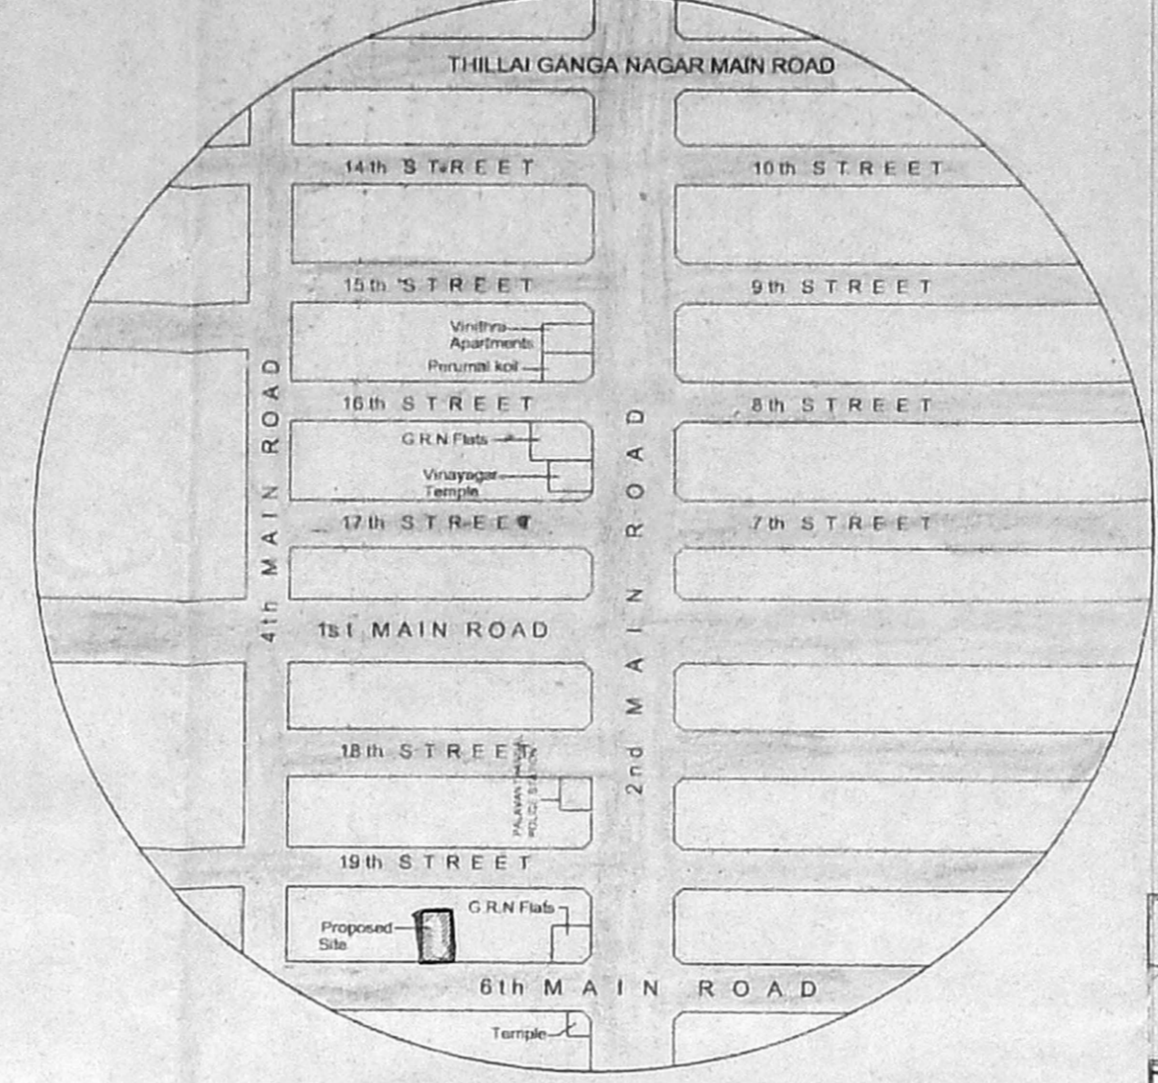 THILLAI GANGA NAGAR MAIN ROAD
14th STREET
10th STREET
15th STREET
9th STREET
Vinithra
Apartments
Perumal koil
16th STREET
8th STREET
G.R.N Flats
Vinayagar
Temple
17th STREET
7th STREET
4th MAIN ROAD
2nd MAIN ROAD
1st MAIN ROAD
18th STREET
POLICE STATION
19th STREET
G.R.N Flats
Proposed
Site
6th MAIN ROAD
Temple